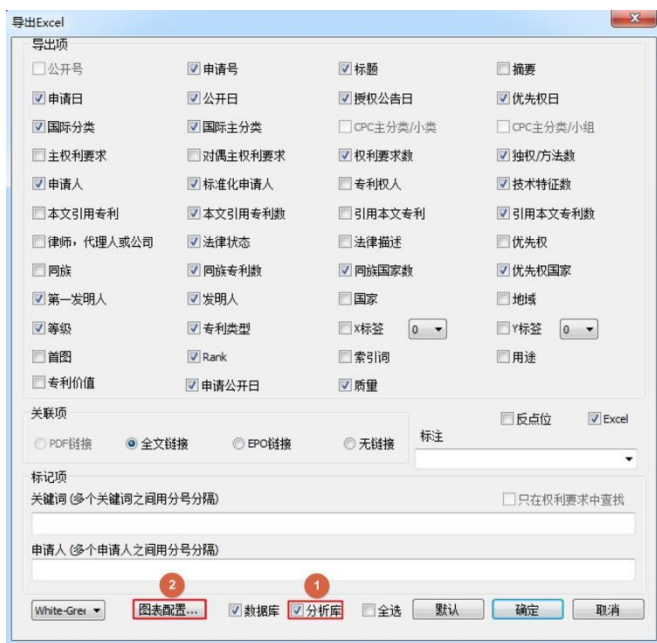 导出Excel
导出项
公开号 申请号 标题 摘要
申请日 公开日 授权公告日 优先权日
国际分类 国际主分类 CPC主分类/小类 CPC主分类/小组
主权利要求 对偶主权利要求 权利要求数 独权/方法数
申请人 标准化申请人 专利权人 技术特征数
本文引用专利 本文引用专利数 引用本文专利 引用本文专利数
律师，代理人或公司 法律状态 法律描述 优先权
同族 同族专利数 同族国家数 优先权国家
第一发明人 发明人 国家 地域
等级 专利类型 X标签 0 Y标签 0
首图 Rank 索引词 用途
专利价值 申请公开日 质量
关联项 反点位 Excel
PDF链接 全文链接 EPO链接 无链接 标注
标记项
关键词 (多个关键词之间用分号分隔) 只在权利要求中查找
申请人 (多个申请人之间用分号分隔)
2 1
White-Gre 图表配置... 数据库 分析库 全选 默认 确定 取消